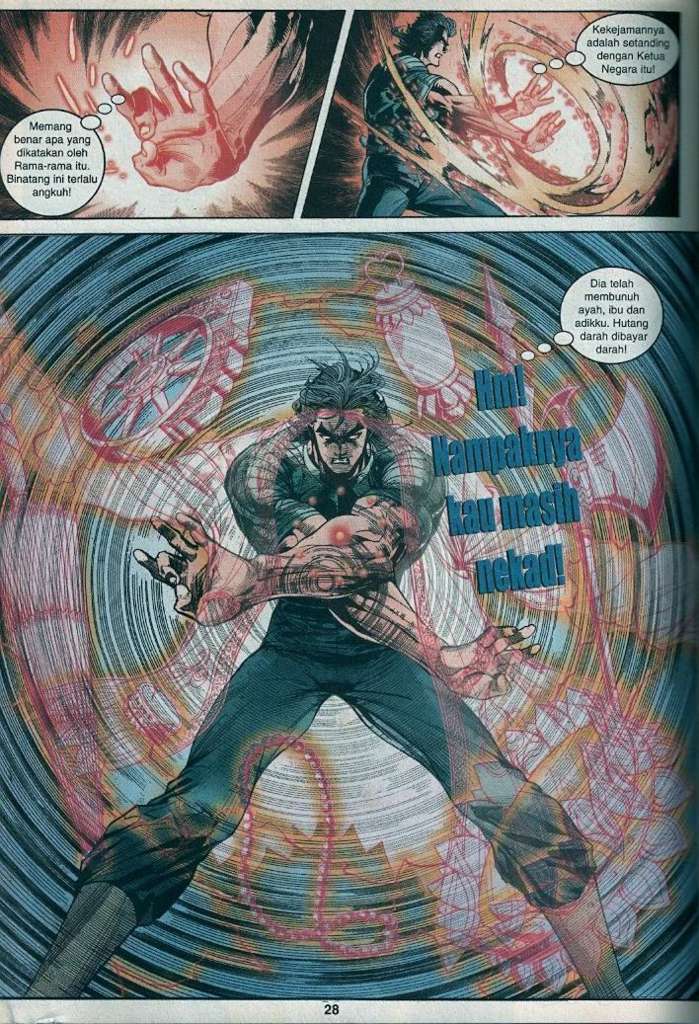 Memang
benar apa yang
dikatakan oleh
Rama-rama itu.
Binatang ini terlalu
angkuh!
Kekejamannya
adalah setanding
dengan Ketua
Negara itu!
Dia telah
membunuh
ayah, ibu dan
adikku. Hutang
darah dibayar
darah!
Hm!
Nampaknya
kau masih
nekad!
28